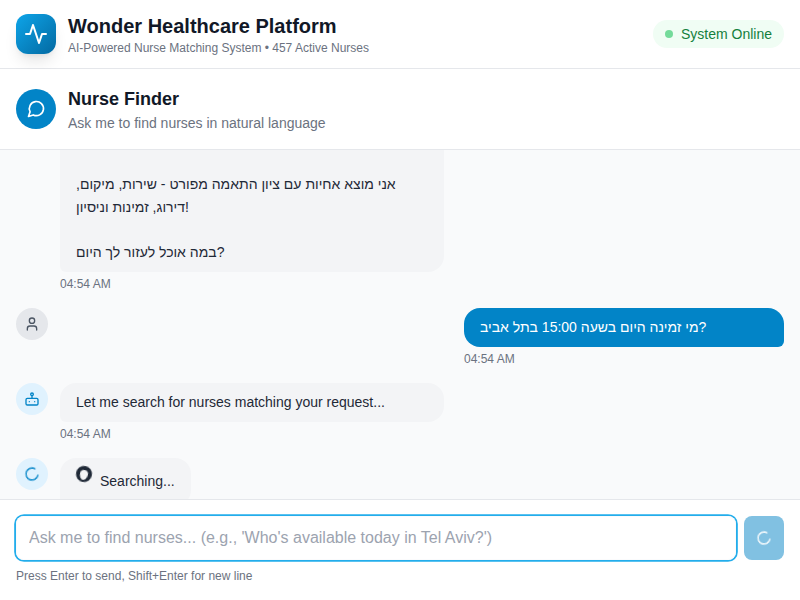 Wonder Healthcare Platform
AI-Powered Nurse Matching System • 457 Active Nurses
System Online
Nurse Finder
Ask me to find nurses in natural language
אני מוצא אחיות עם ציון התאמה מפורט - שירות, מיקום,
דירוג, זמינות וניסיון!
במה אוכל לעזור לך היום?
04:54 AM
מי זמינה היום בשעה 15:00 בתל אביב?
04:54 AM
Let me search for nurses matching your request...
04:54 AM
Searching...
Ask me to find nurses... (e.g., 'Who's available today in Tel Aviv?')
Press Enter to send, Shift+Enter for new line